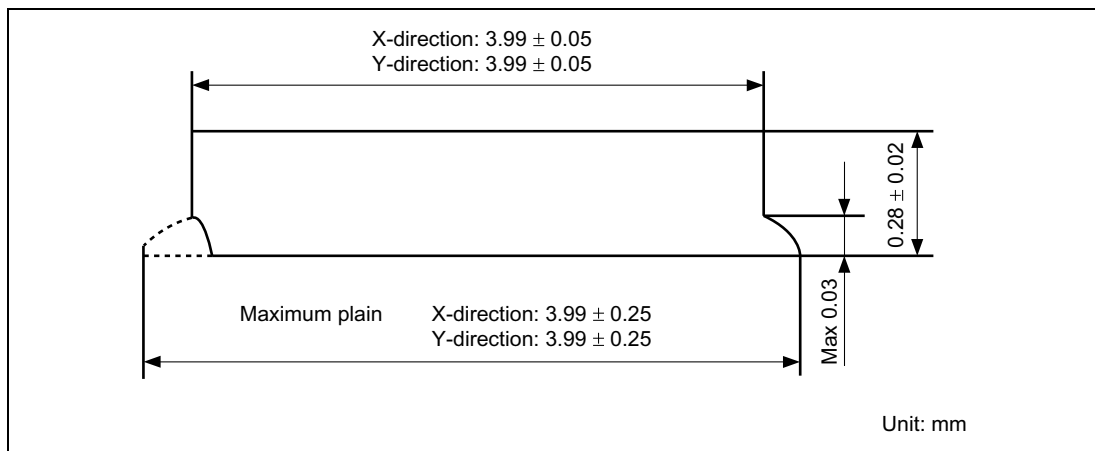 X-direction: 3.99 ± 0.05
Y-direction: 3.99 ± 0.05
0.28 ± 0.02
Max 0.03
Maximum plain X-direction: 3.99 ± 0.25
Y-direction: 3.99 ± 0.25
Unit: mm